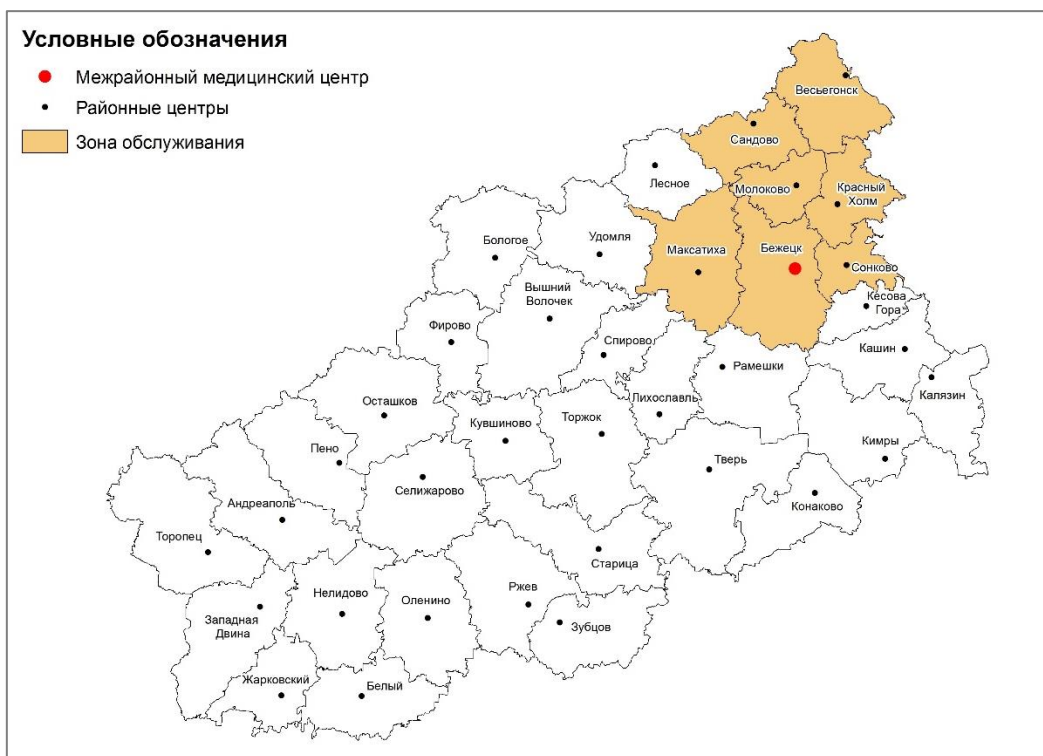 Условные обозначения
Межрайонный медицинский центр
Районные центры
Зона обслуживания
Весьегонск
Сандово
Лесное
Молоково
Красный
Холм
Бологое
Удомля
Максатиха
Бежецк
Сонково
Вышний
Волочек
Кесова
Гора
Фирово
Спирово
Рамешки
Кашин
Осташков
Лихославль
Калязин
Кувшиново
Торжок
Пено
Тверь
Кимры
Селижарово
Андреаполь
Конаково
Торопец
Старица
Нелидово
Оленино
Ржев
Западная
Двина
Зубцов
Жарковский
Белый